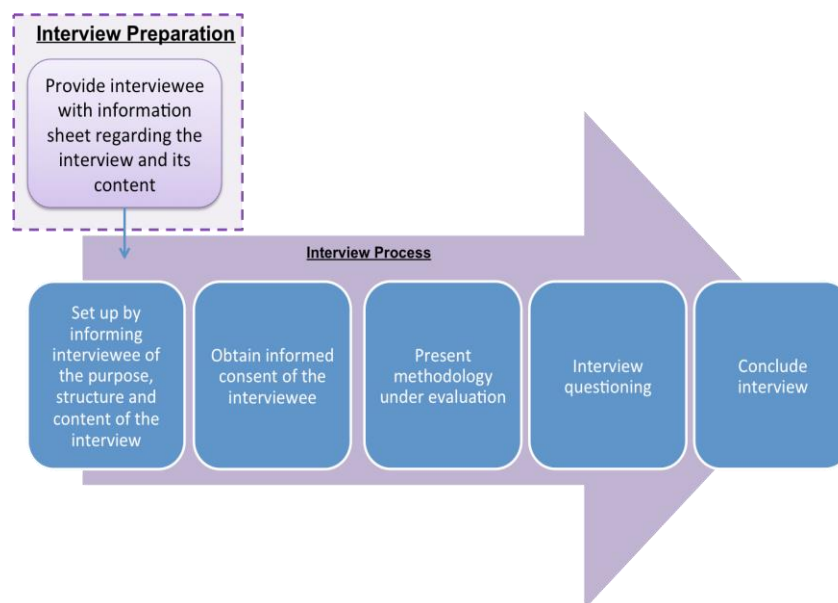 Interview Preparation
Provide interviewee
with information
sheet regarding the
interview and its
content
Interview Process
Set up by
informing
interviewee of
the purpose,
structure and
content of the
interview
Obtain informed
consent of the
interviewee
Present
methodology
under evaluation
Interview
questioning
Conclude
interview